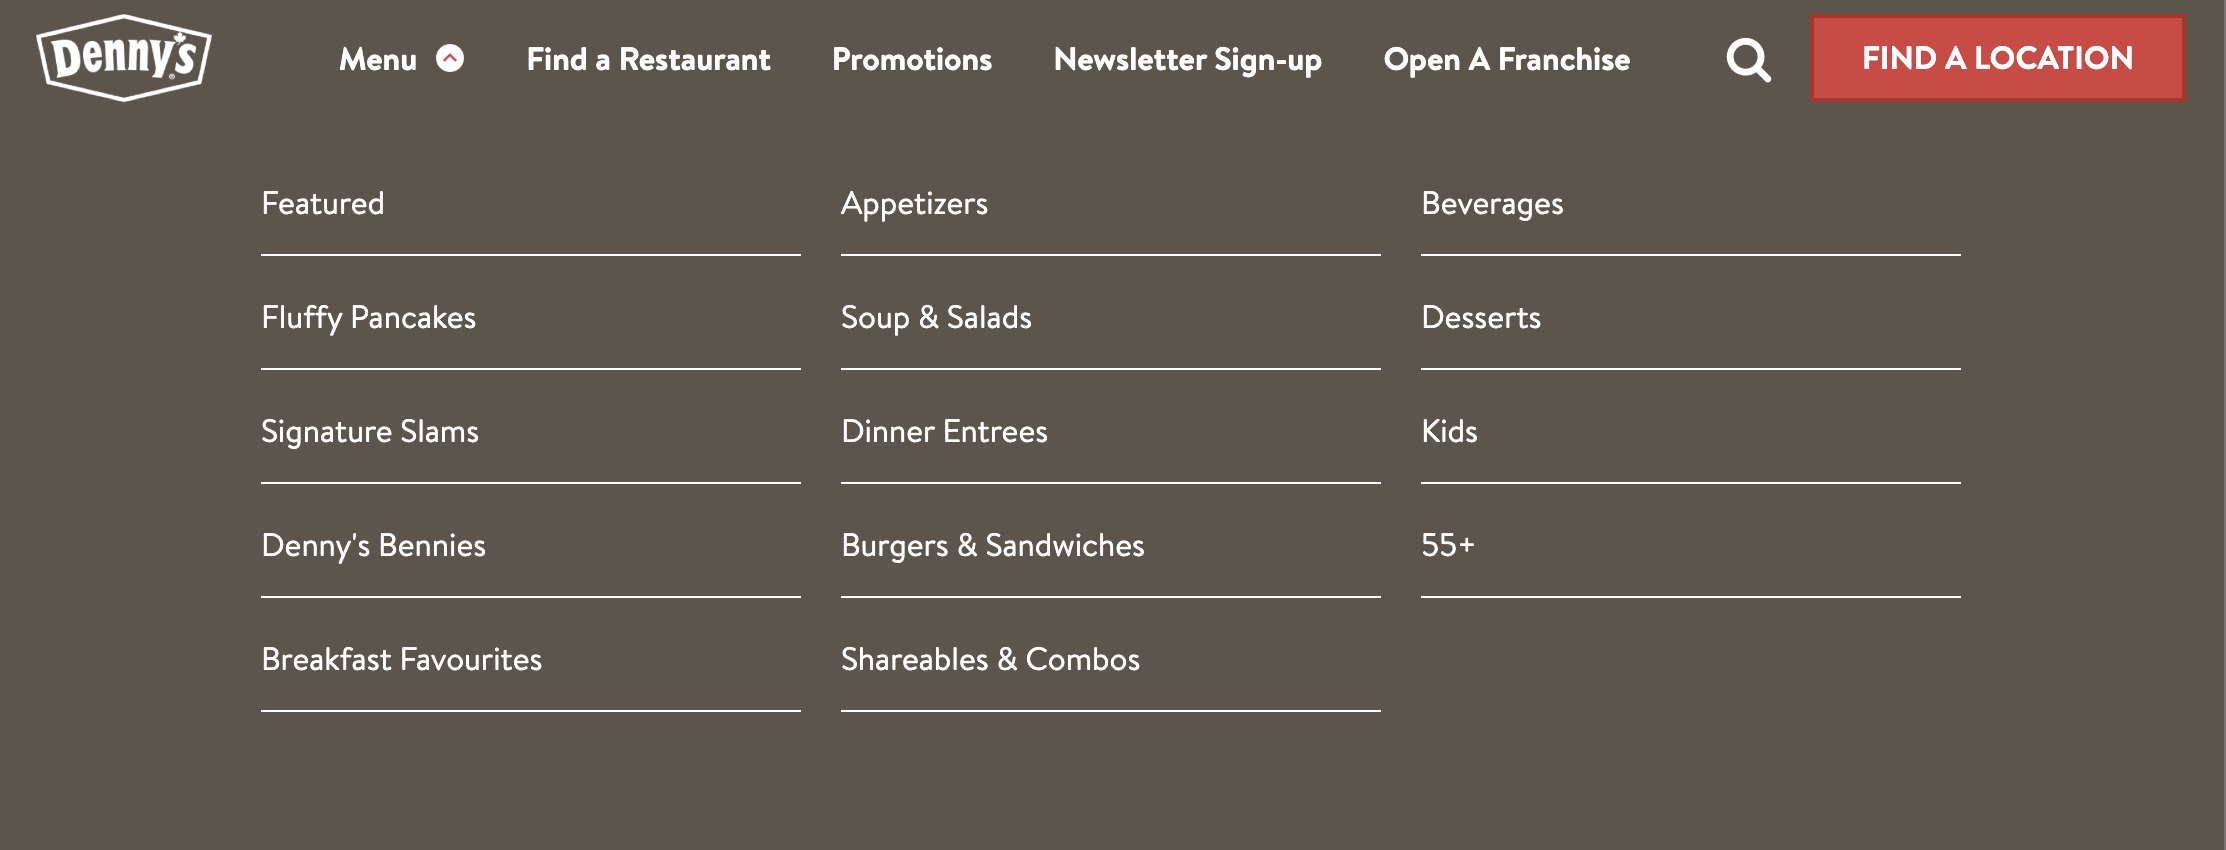 Denny's
Menu
Find a Restaurant
Promotions
Newsletter Sign-up
Open A Franchise
FIND A LOCATION
Featured
Fluffy Pancakes
Signature Slams
Denny's Bennies
Breakfast Favourites
Appetizers
Soup & Salads
Dinner Entrees
Burgers & Sandwiches
Shareables & Combos
Beverages
Desserts
Kids
55+